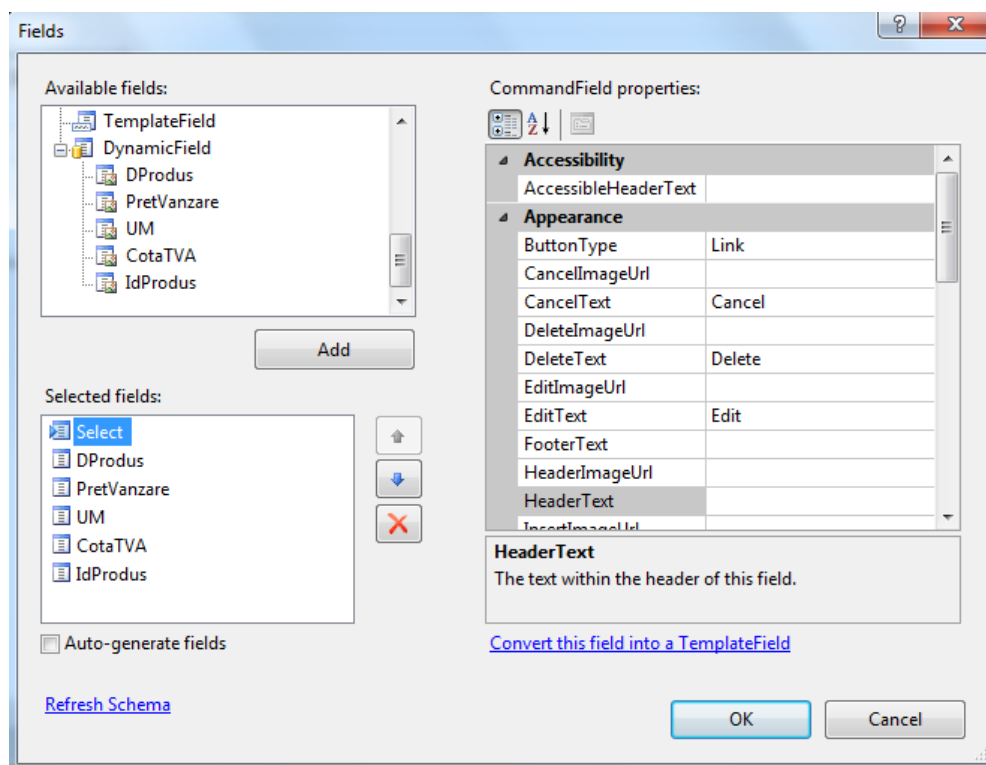 Fields
Available fields:
TemplateField
DynamicField
DProdus
PretVanzare
UM
CotaTVA
IdProdus
Add
Selected fields:
Select
DProdus
PretVanzare
UM
CotaTVA
IdProdus
Auto-generate fields
Refresh Schema
CommandField properties:
Accessibility
AccessibleHeaderText
Appearance
ButtonType Link
CancelImageUrl
CancelText Cancel
DeleteImageUrl
DeleteText Delete
EditImageUrl
EditText Edit
FooterText
HeaderImageUrl
HeaderText
InsertImageUrl
HeaderText
The text within the header of this field.
Convert this field into a TemplateField
OK Cancel